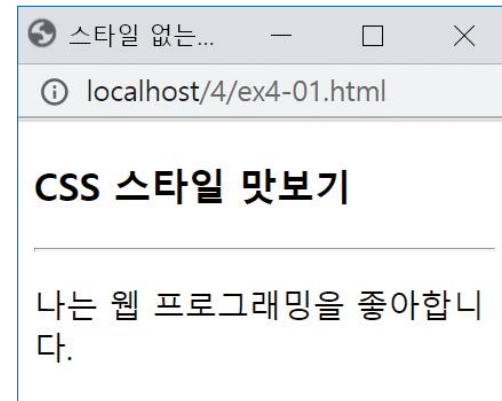 스타일 없는...
localhost/4/ex4-01.html
CSS 스타일 맛보기
나는 웹 프로그래밍을 좋아합니
다.